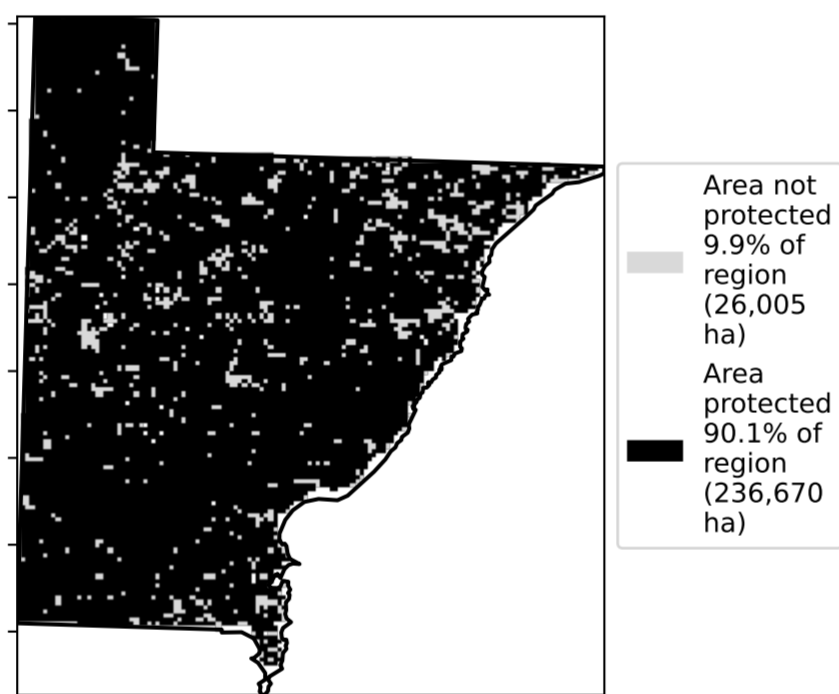 Area not
protected
9.9% of
region
(26,005
ha)
Area
protected
90.1% of
region
(236,670
ha)